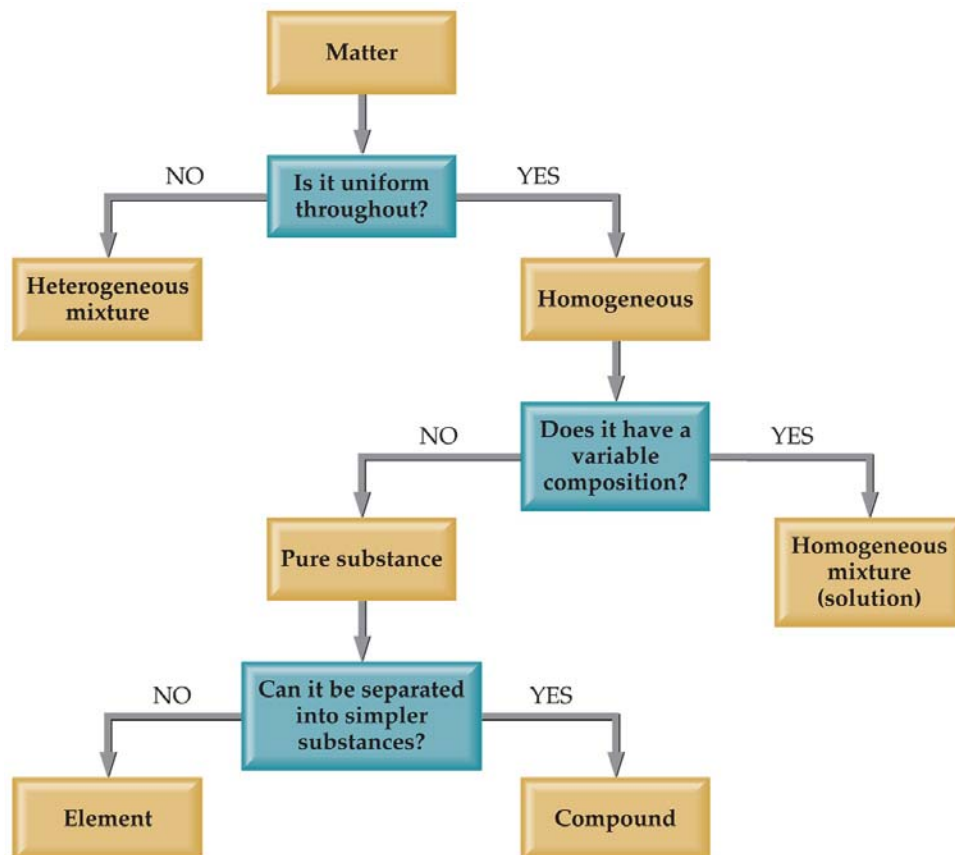 Matter
NO
Is it uniform
throughout?
YES
Heterogeneous
mixture
Homogeneous
NO
Does it have a
variable
composition?
YES
Pure substance
Homogeneous
mixture
(solution)
NO
Can it be separated
into simpler
substances?
YES
Element
Compound